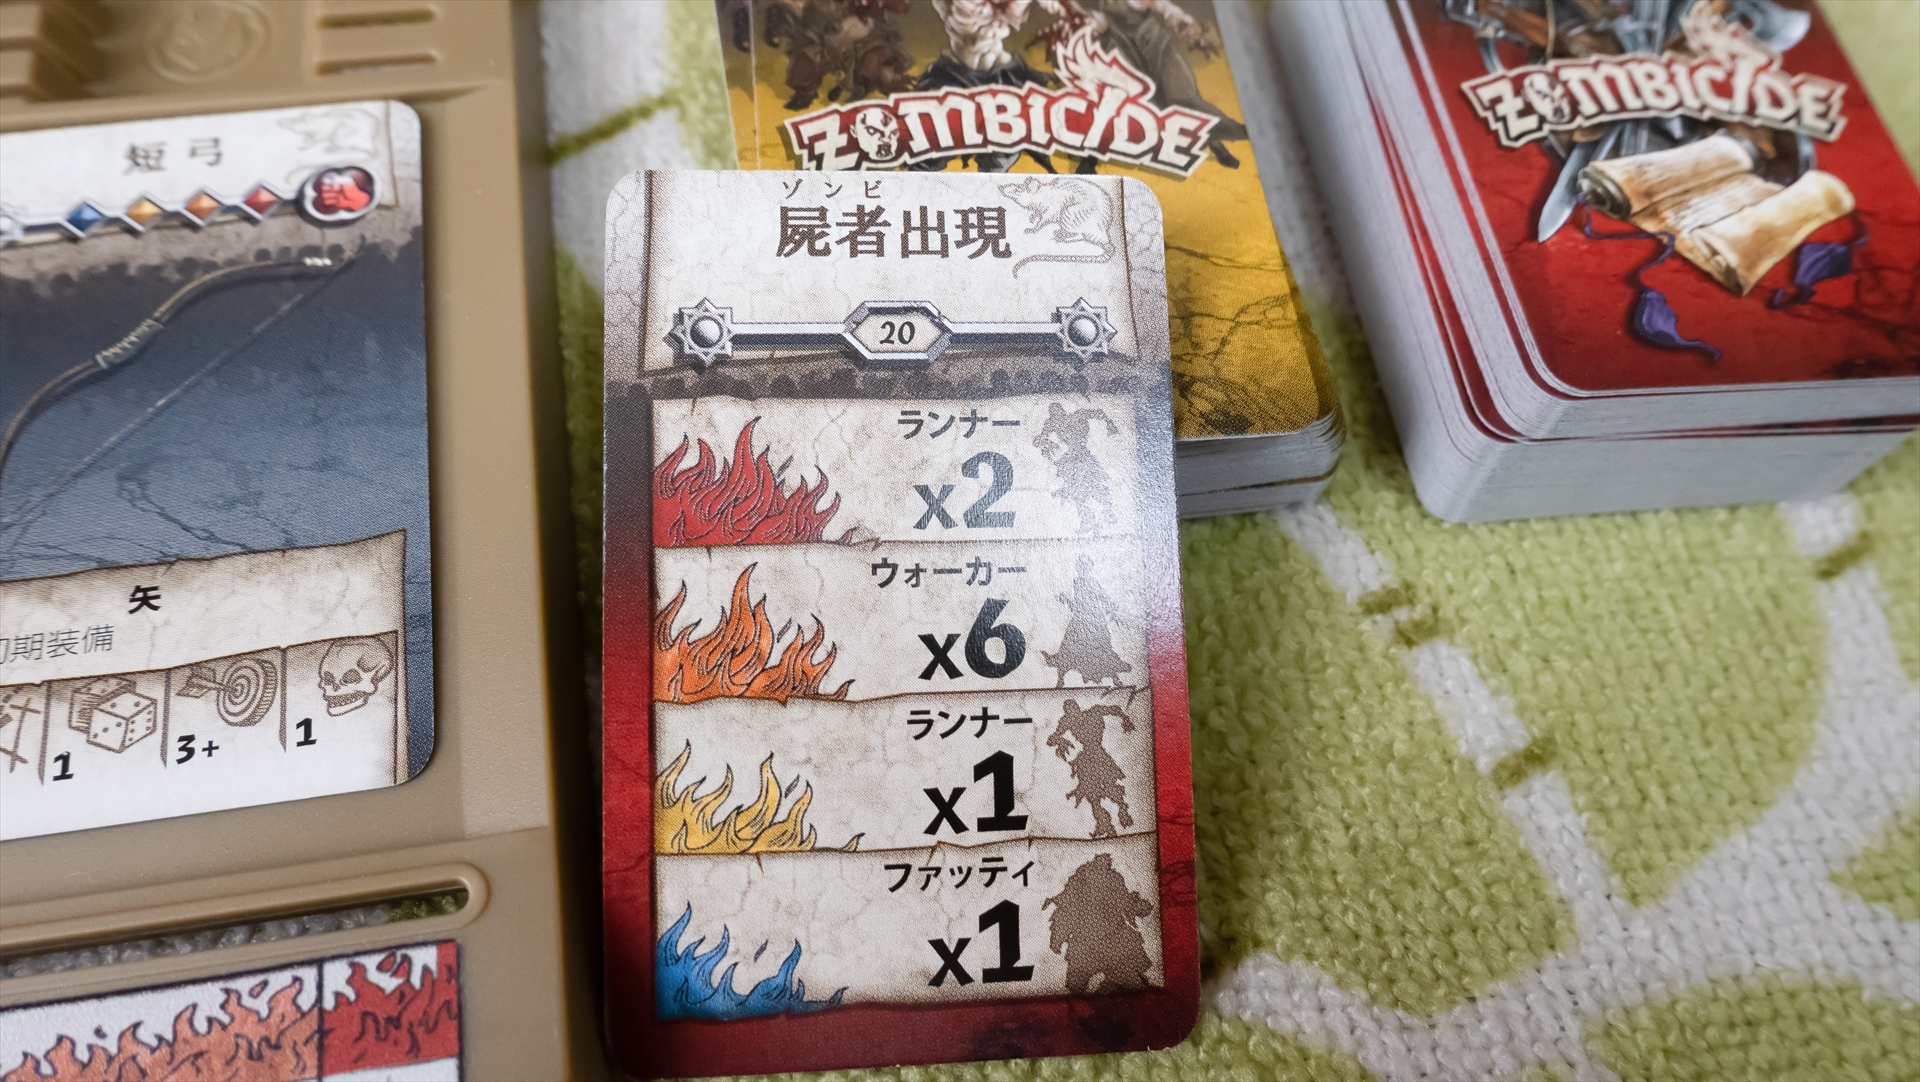 短弓
矢
初期装備
1
3+
1
ZOMBICIDE
ZOMBICIDE
ゾンビ
屍者出現
20
ランナー
x2
ウォーカー
x6
ランナー
x1
ファッティ
x1